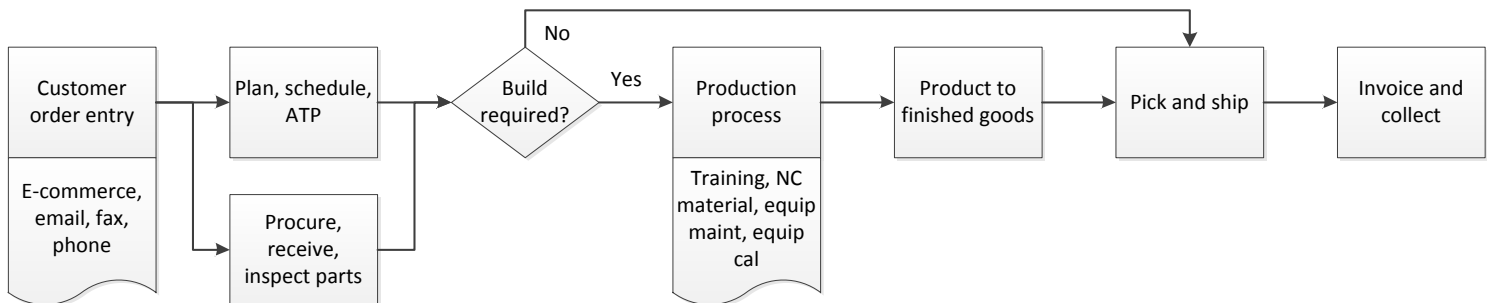 Customer
order entry
E-commerce,
email, fax,
phone
Plan, schedule,
ATP
Procure,
receive,
inspect parts
Build
required?
No
Yes
Production
process
Training, NC
material, equip
maint, equip
cal
Product to
finished goods
Pick and ship
Invoice and
collect